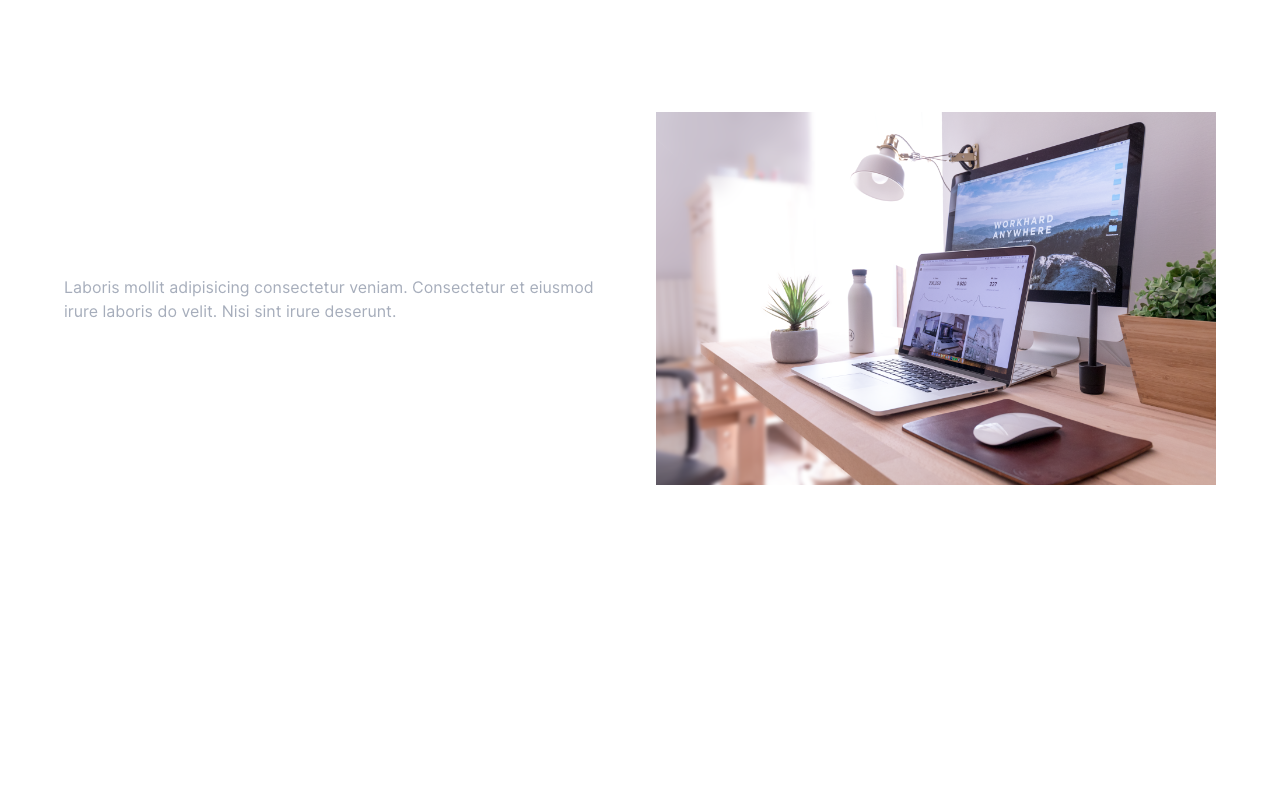 Laboris mollit adipisicing consectetur veniam. Consectetur et eiusmod
irure laboris do velit. Nisi sint irure deserunt.
WORKHARD
ANYWHERE